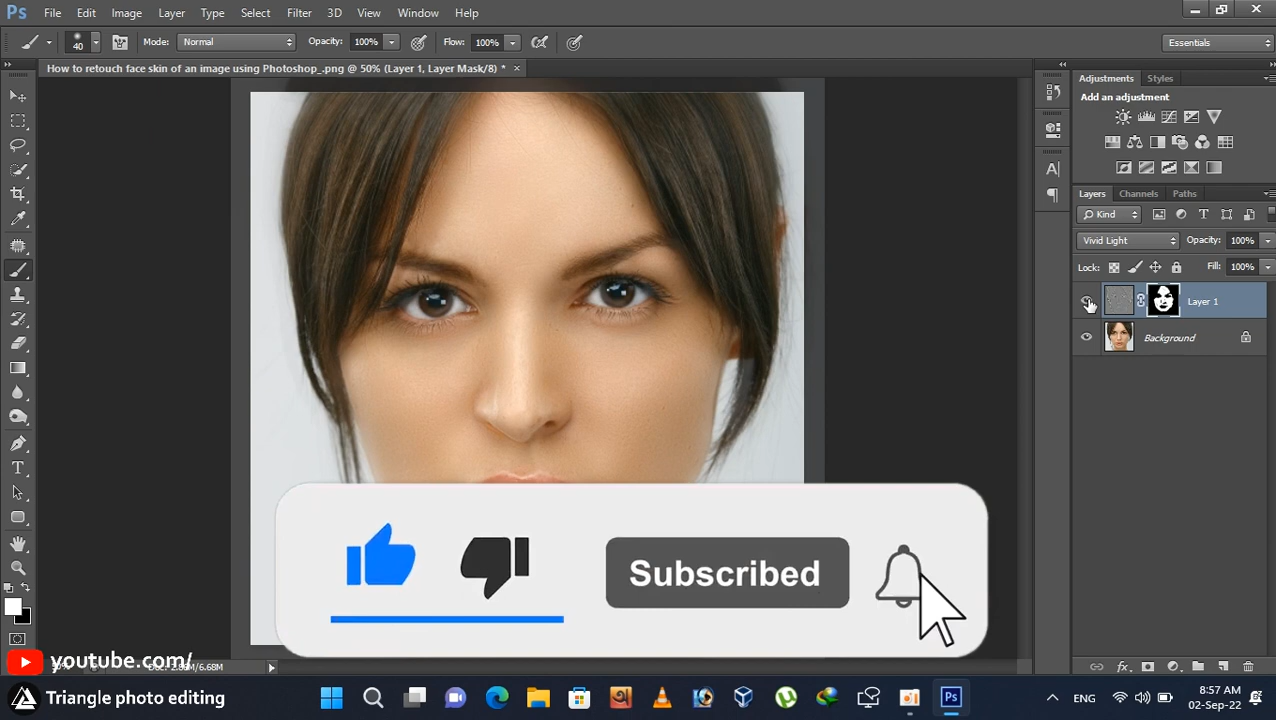 Ps File Edit Image Layer Type Select Filter 3D View Window Help
40 Mode: Normal Opacity: 100% Flow: 100% Essentials
How to retouch face skin of an image using Photoshop_.png @ 50% (Layer 1, Layer Mask/8) * ×
Adjustments Styles
Add an adjustment
Layers Channels Paths
Kind
Vivid Light Opacity: 100%
Lock: Fill: 100%
Layer 1
Background
Subscribed
youtube.com/
Triangle photo editing
ENG
8:57 AM
02-Sep-22
Ps